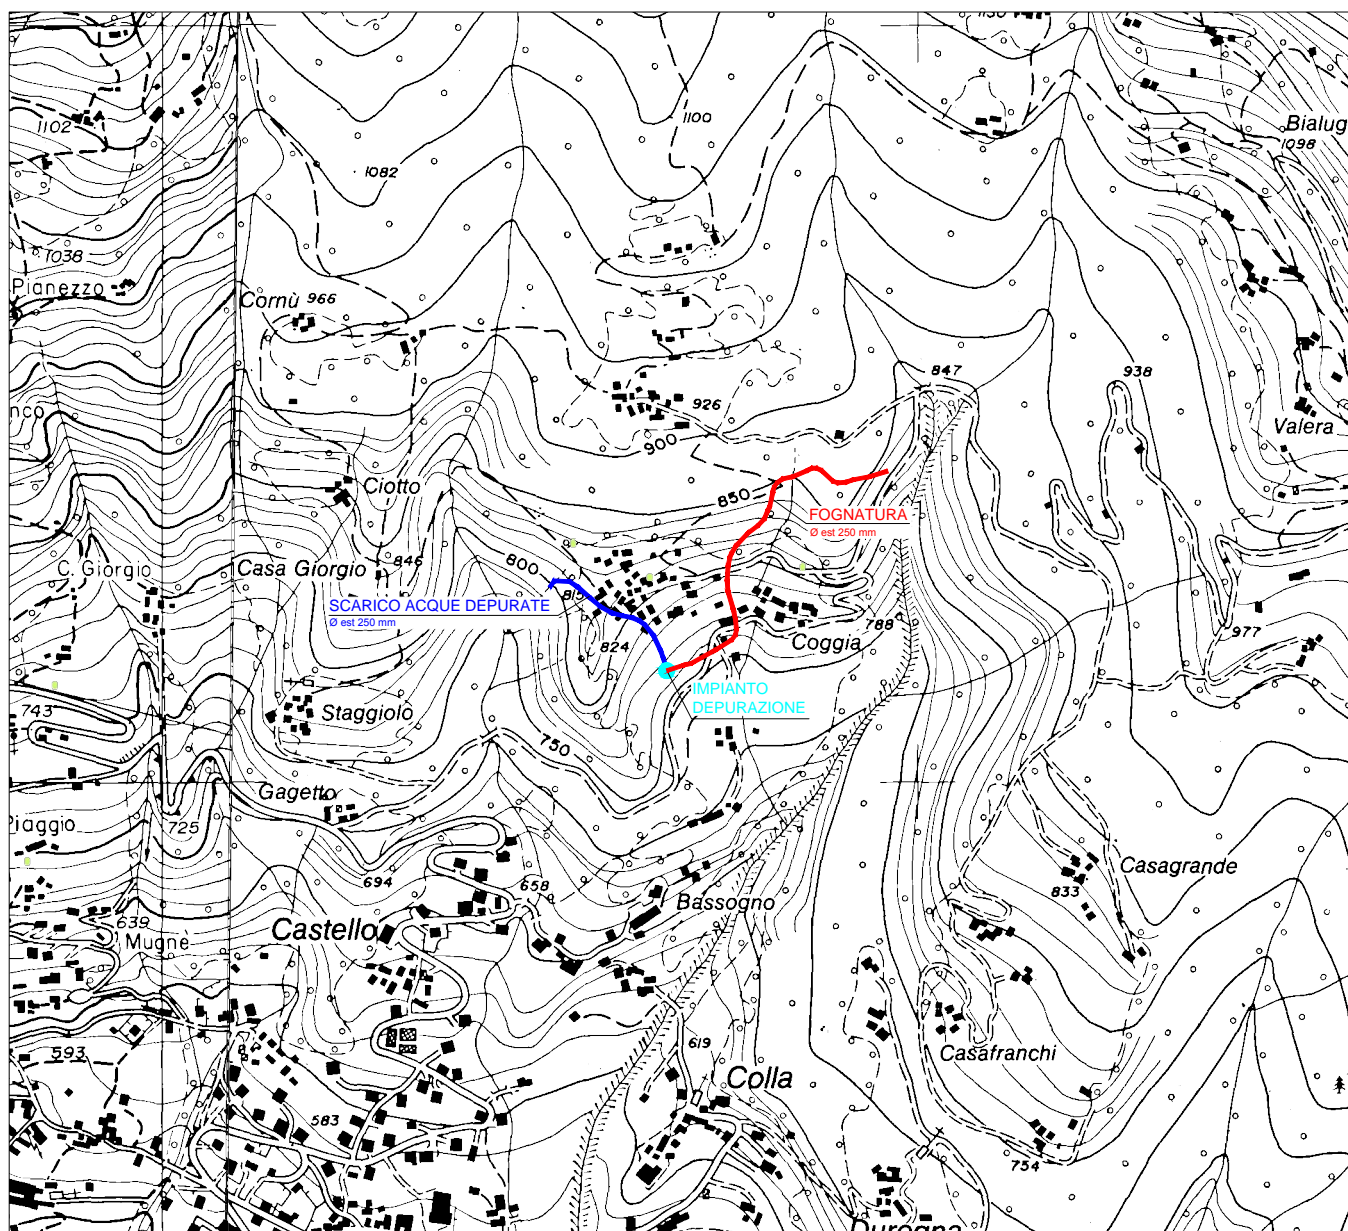 1130
1102
1100
Bialug
1098
1082
1038
Pianezzo
Cornù 966
847
938
926
nco
900
Valera
Ciotto
850
FOGNATURA
Ø est 250 mm
C. Giorgio
Casa Giorgio
846
800
815
SCARICO ACQUE DEPURATE
Ø est 250 mm
788
977
824
Coggia
IMPIANTO
DEPURAZIONE
743
Staggiolo
750
Gagetto
Piaggio
725
694
658
833
Casagrande
Bassogno
639
Mugnè
Castello
593
619
Casafranchi
Colla
583
754
Durogna